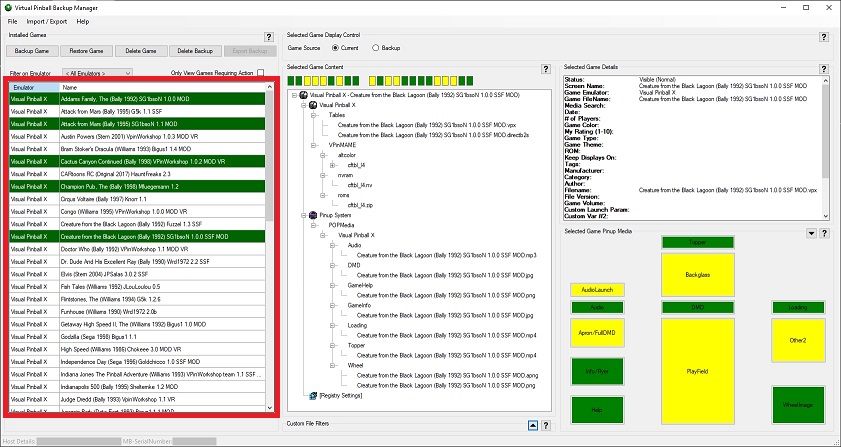 Virtual Pinball Backup Manager
File Import / Export Help
Installed Games
Backup Game Restore Game Delete Game Delete Backup Export Backup
Filter on Emulator < All Emulators > Only View Games Requiring Action
Emulator Name
Visual Pinball X Addams Family, The (Bally 1992) SG1bsoN 1.0.0 MOD
Visual Pinball X Attack from Mars (Bally 1995) G5k 1.1 SSF
Visual Pinball X Attack from Mars (Bally 1995) SG1bsoN 1.1 MOD
Visual Pinball X Austin Powers (Stern 2001) VpinWorkshop 1.0.3 MOD VR
Visual Pinball X Bram Stoker's Dracula (Williams 1993) Bigus1 1.4 MOD
Visual Pinball X Cactus Canyon Continued (Bally 1998) VPinWorkshop 1.0.2 MOD VR
Visual Pinball X CARtoons RC (Original 2017) Hauntfreaks 2.3
Visual Pinball X Champion Pub, The (Bally 1998) Mluegemann 1.2
Visual Pinball X Cirqus Voltaire (Bally 1997) Knorr 1.1
Visual Pinball X Congo (Williams 1995) VPinWorkshop 1.0.0 MOD VR
Visual Pinball X Creature from the Black Lagoon (Bally 1992) Fuzzel 1.3 SSF
Visual Pinball X Creature from the Black Lagoon (Bally 1992) SG1bsoN 1.0.0 SSF MOD
Visual Pinball X Doctor Who (Bally 1992) VPinWorkshop 1.1 MOD VR
Visual Pinball X Dr. Dude And His Excellent Ray (Bally 1990) Wrd1972 2.2 SSF
Visual Pinball X Elvis (Stern 2004) JPSalas 3.0.2 SSF
Visual Pinball X Fish Tales (Williams 1992) JLouLouLou 0.5
Visual Pinball X Flintstones, The (Williams 1994) G5k 1.2.6
Visual Pinball X Funhouse (Williams 1990) Wrd1972 2.0b
Visual Pinball X Getaway High Speed II, The (Williams 1992) Bigus1 1.0 MOD
Visual Pinball X Godzilla (Sega 1998) Bigus1 1.1
Visual Pinball X High Speed (Williams 1986) Chokeee 3.0 MOD VR
Visual Pinball X Independence Day (Sega 1996) Goldchicco 1.0 SSF MOD
Visual Pinball X Indiana Jones The Pinball Adventure (Williams 1993) VPinWorkshop team 1.1 SSF ...
Visual Pinball X Indianapolis 500 (Bally 1995) Sheltemke 1.2 MOD
Visual Pinball X Judge Dredd (Bally 1993) VpinWorkshop 1.1 VR
Visual Pinball X Jurassic Park (Data East 1993) Bigus1 1.1 MOD
Selected Game Display Control
Game Source Current Backup
Selected Game Content
Visual Pinball X - Creature from the Black Lagoon (Bally 1992) SG1bsoN 1.0.0 SSF MOD)
Visual Pinball X
Tables
Creature from the Black Lagoon (Bally 1992) SG1bsoN 1.0.0 SSF MOD.vpx
Creature from the Black Lagoon (Bally 1992) SG1bsoN 1.0.0 SSF MOD.directb2s
VPinMAME
altcolor
cftbl_l4
nvram
cftbl_l4.nv
roms
cftbl_l4.zip
Pinup System
POPMedia
Visual Pinball X
Audio
Creature from the Black Lagoon (Bally 1992) SG1bsoN 1.0.0 SSF MOD.mp3
DMD
Creature from the Black Lagoon (Bally 1992) SG1bsoN 1.0.0 SSF MOD.jpg
GameHelp
Creature from the Black Lagoon (Bally 1992) SG1bsoN 1.0.0 SSF MOD.png
GameInfo
Creature from the Black Lagoon (Bally 1992) SG1bsoN 1.0.0 SSF MOD.jpg
Loading
Creature from the Black Lagoon (Bally 1992) SG1bsoN 1.0.0 SSF MOD.mp4
Topper
Creature from the Black Lagoon (Bally 1992) SG1bsoN 1.0.0 SSF MOD.mp4
Wheel
Creature from the Black Lagoon (Bally 1992) SG1bsoN 1.0.0 SSF MOD.apng
Creature from the Black Lagoon (Bally 1992) SG1bsoN 1.0.0 SSF MOD.png
[Registry Settings]
Custom File Filters
Selected Game Details
Status: Visible (Normal)
Screen Name: Creature from the Black Lagoon (Bally 1992) SG1bsoN 1.0.0 SSF MOD
Game Emulator: Visual Pinball X
Game FileName: Creature from the Black Lagoon (Bally 1992) SG1bsoN 1.0.0 SSF MOD
Media Search:
Date:
# of Players:
Game Color:
My Rating (1-10):
Game Type:
Game Theme:
ROM:
Keep Displays On:
Tags:
Manufacturer:
Category:
Author:
Filename: Creature from the Black Lagoon (Bally 1992) SG1bsoN 1.0.0 SSF MOD.vpx
File Version:
Game Volume:
Custom Launch Param:
Custom Var #2:
Selected Game Pinup Media
Topper
Backglass
AudioLaunch
Audio DMD Loading
Apron/FullDMD Other2
Info/Flyer PlayField
Help WheelImage
Host Details: MB-SerialNumber: